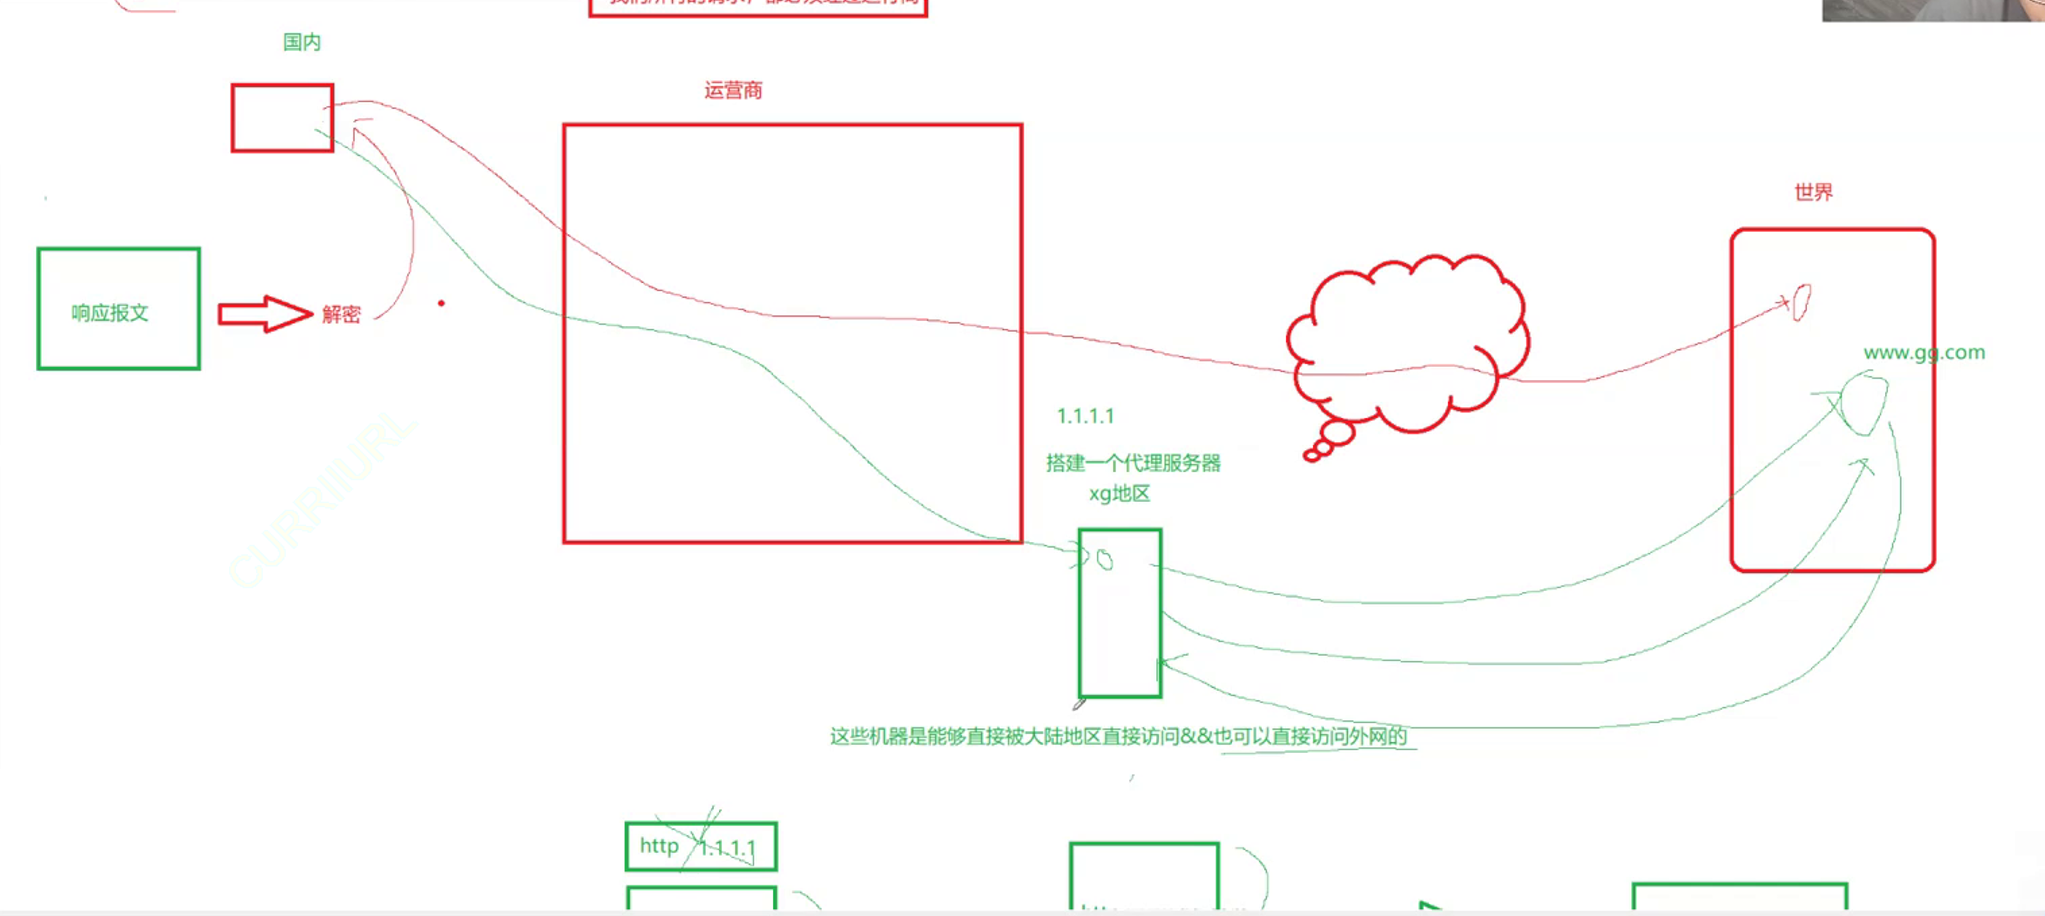 国内
运营商
世界
响应报文
解密
www.gg.com
1.1.1.1
搭建一个代理服务器
xg地区
这些机器是能够直接被大陆地区直接访问&&也可以直接访问外网的
http 1.1.1.1
CURRIIURL